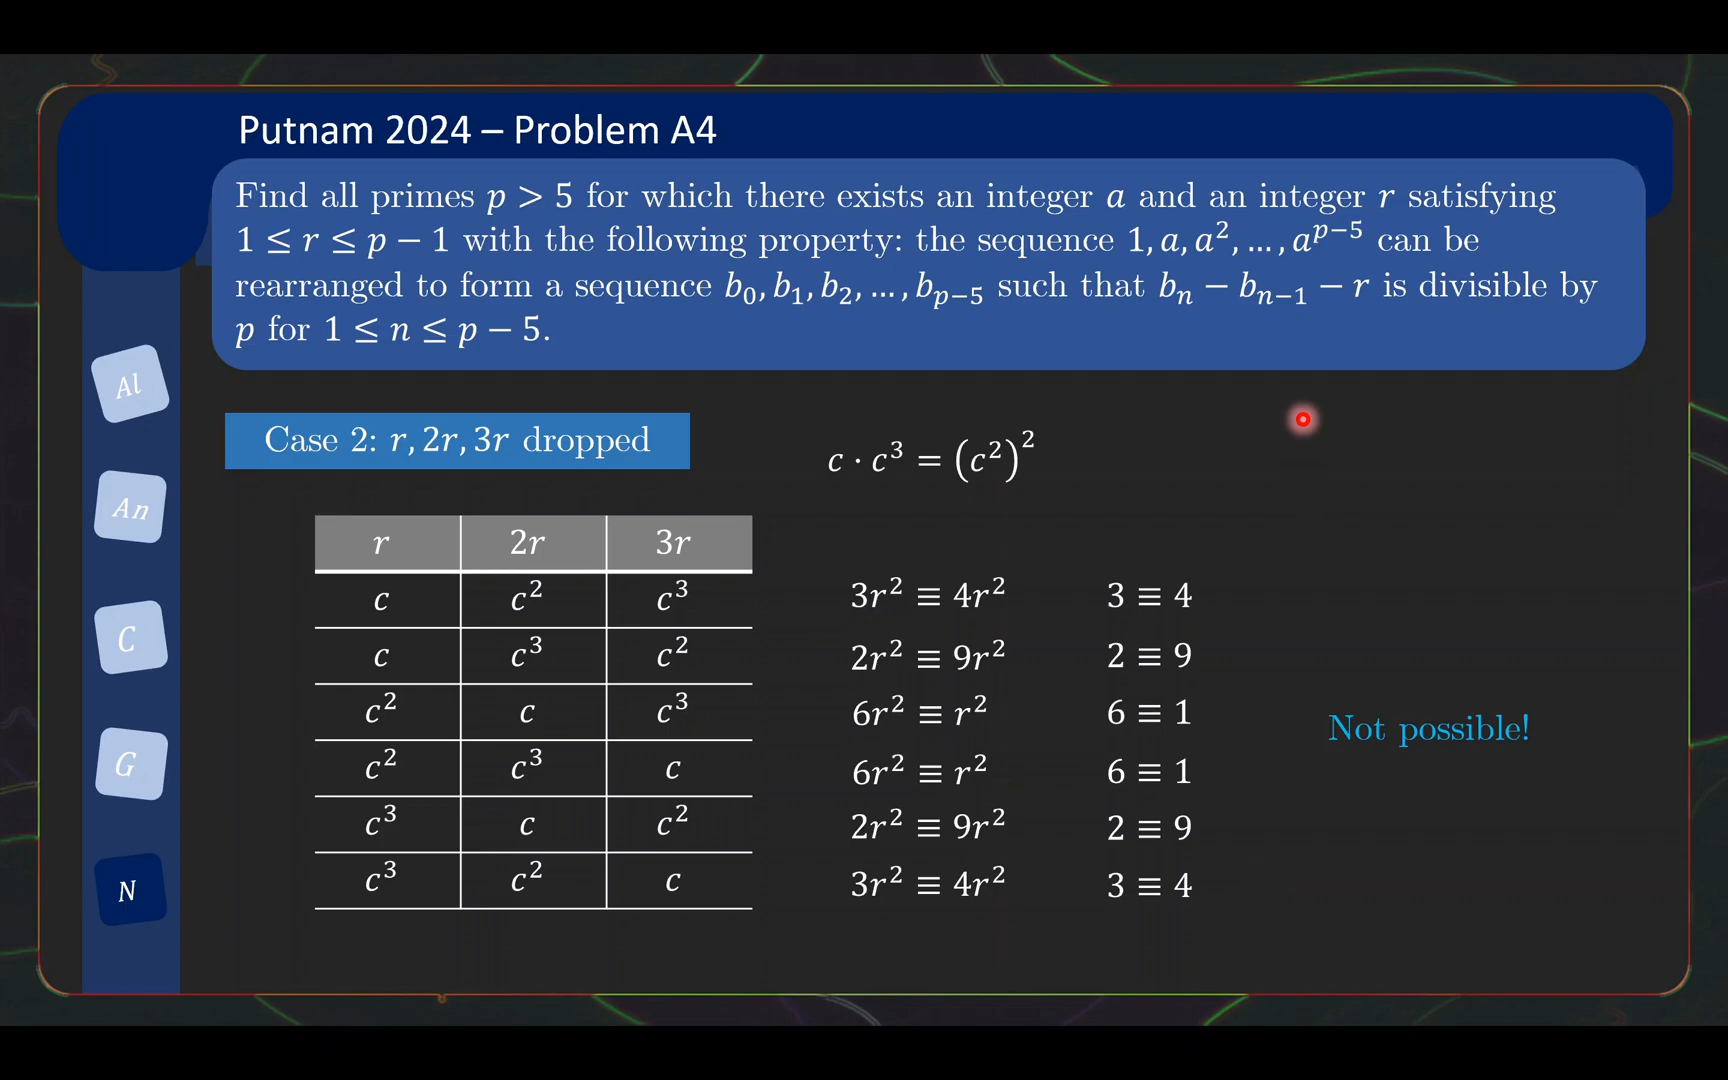 Putnam 2024 – Problem A4
Find all primes p > 5 for which there exists an integer a and an integer r satisfying
1 ≤ r ≤ p − 1 with the following property: the sequence 1, a, a², …, aᵖ⁻⁵ can be
rearranged to form a sequence b₀, b₁, b₂, …, bₚ₋₅ such that bₙ − bₙ₋₁ − r is divisible by
p for 1 ≤ n ≤ p − 5.
Al
An
C
G
N
Case 2: r, 2r, 3r dropped
c · c³ = (c²)²
r 2r 3r
c c² c³ 3r² ≡ 4r² 3 ≡ 4
c c³ c² 2r² ≡ 9r² 2 ≡ 9
c² c c³ 6r² ≡ r² 6 ≡ 1
Not possible!
c² c³ c 6r² ≡ r² 6 ≡ 1
c³ c c² 2r² ≡ 9r² 2 ≡ 9
c³ c² c 3r² ≡ 4r² 3 ≡ 4